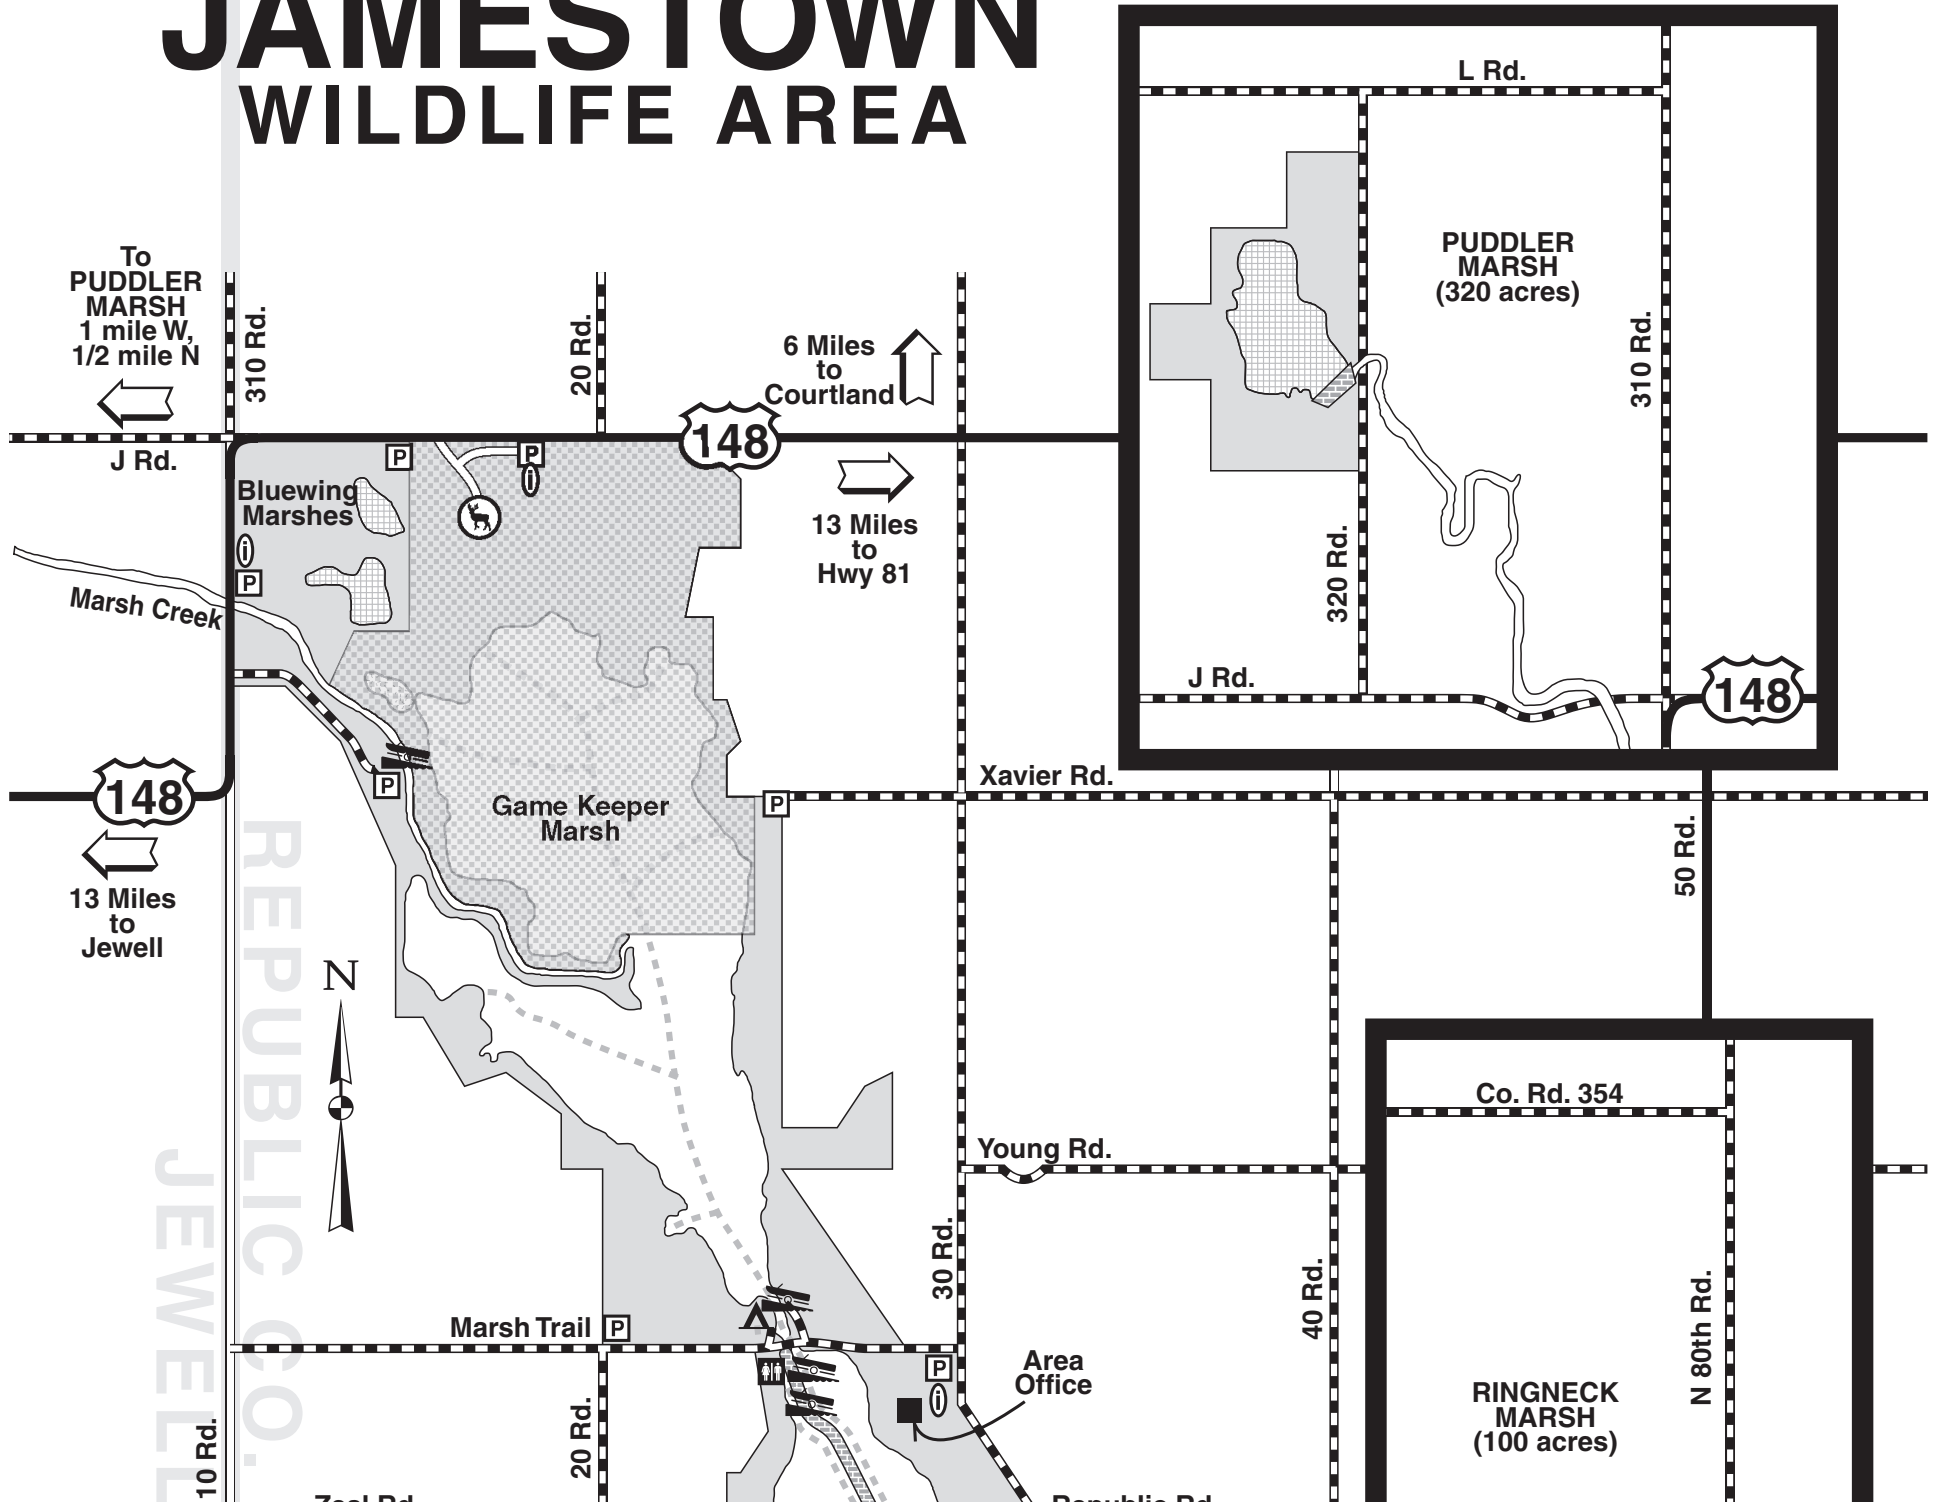 JAMESTOWN
WILDLIFE AREA
L Rd.
PUDDLER
MARSH
(320 acres)
310 Rd.
320 Rd.
J Rd.
148
To
PUDDLER
MARSH
1 mile W,
1/2 mile N
310 Rd.
20 Rd.
6 Miles
to
Courtland
148
J Rd.
P
P
i
Bluewing
Marshes
i
P
13 Miles
to
Hwy 81
Marsh Creek
P
148
13 Miles
to
Jewell
Game Keeper
Marsh
P
Xavier Rd.
50 Rd.
N
REPUBLIC CO.
JEWELL
Young Rd.
30 Rd.
40 Rd.
Co. Rd. 354
N 80th Rd.
RINGNECK
MARSH
(100 acres)
Marsh Trail
P
P
i
Area
Office
10 Rd.
20 Rd.
Republic Rd.